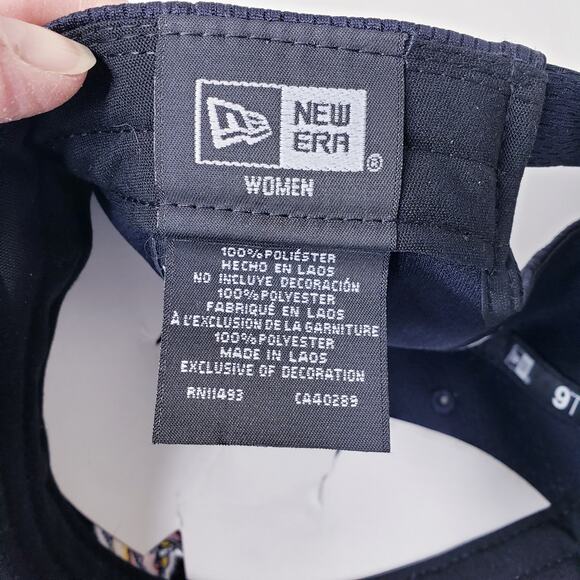 NE
NEW
ERA
®
WOMEN
100% POLIÉSTER
HECHO EN LAOS
NO INCLUYE DECORACIÓN
100% POLYESTER
FABRIQUÉ EN LAOS
À L'EXCLUSION DE LA GARNITURE
100% POLYESTER
MADE IN LAOS
EXCLUSIVE OF DECORATION
RN11493 CA40289